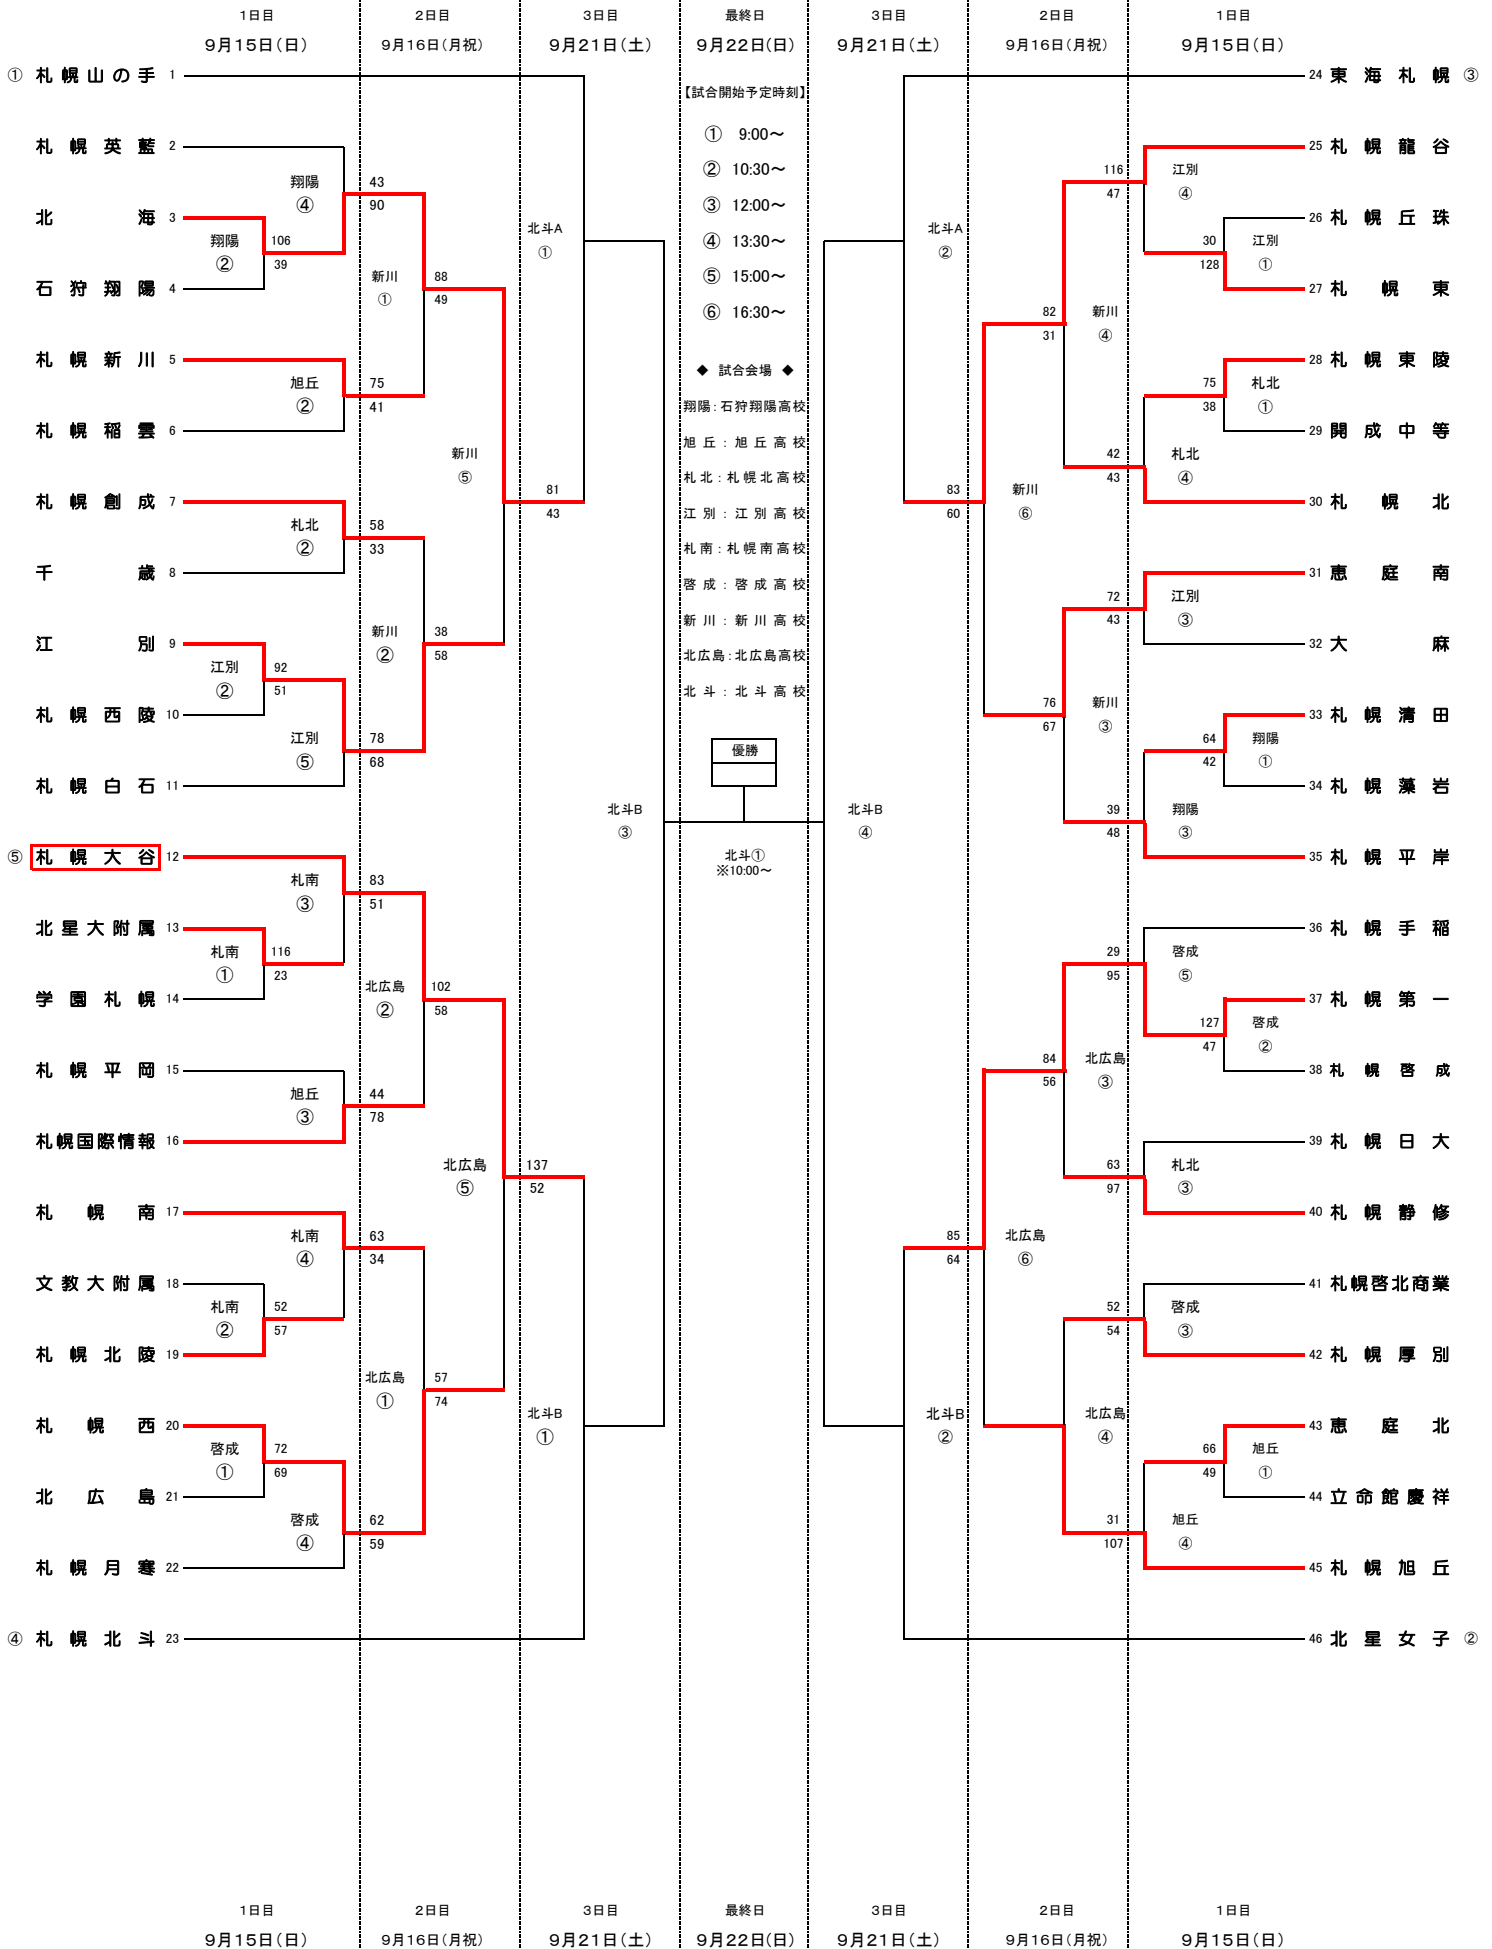 1日目 2日目 3日目 最終日 3日目 2日目 1日目
9月15日(日) 9月16日(月祝) 9月21日(土) 9月22日(日) 9月21日(土) 9月16日(月祝) 9月15日(日)
① 札幌山の手 1
札幌英藍 2
翔陽 ④ 43
90
北海 3
翔陽 ② 106
39
石狩翔陽 4
新川 ① 88
49
札幌新川 5
旭丘 ② 75
41
札幌稲雲 6
新川 ⑤ 81
43
札幌創成 7
札北 ② 58
33
千歳 8
新川 ② 38
58
江別 9
江別 ② 92
51
札幌西陵 10
江別 ⑤ 78
68
札幌白石 11
北斗A ①
北斗B ③
⑤ 札幌大谷 12
札南 ③ 83
51
北星大附属 13
札南 ① 116
23
学園札幌 14
北広島 ② 102
58
札幌平岡 15
旭丘 ③ 44
78
札幌国際情報 16
北広島 ⑤ 137
52
札幌南 17
札南 ④ 63
34
文教大附属 18
札南 ② 52
57
札幌北陵 19
北広島 ① 57
74
札幌西 20
啓成 ① 72
69
北広島 21
啓成 ④ 62
59
札幌月寒 22
北斗B ①
④ 札幌北斗 23
【試合開始予定時刻】
① 9:00～
② 10:30～
③ 12:00～
④ 13:30～
⑤ 15:00～
⑥ 16:30～
◆ 試合会場 ◆
翔陽：石狩翔陽高校
旭丘：旭丘高校
札北：札幌北高校
江別：江別高校
札南：札幌南高校
啓成：啓成高校
新川：新川高校
北広島：北広島高校
北斗：北斗高校
優勝
北斗①
※10:00～
24 東海札幌 ③
25 札幌龍谷
116 江別 ④
47
26 札幌丘珠
30 江別 ①
128
27 札幌東
82 新川 ④
31
28 札幌東陵
75 札北 ①
38
29 開成中等
42 札北 ④
43
30 札幌北
北斗A ②
83 新川 ⑥
60
31 恵庭南
72 江別 ③
43
32 大麻
76 新川 ③
67
33 札幌清田
64 翔陽 ①
42
34 札幌藻岩
39 翔陽 ③
48
35 札幌平岸
北斗B ④
36 札幌手稲
29 啓成 ⑤
95
37 札幌第一
127 啓成 ②
47
38 札幌啓成
84 北広島 ③
56
39 札幌日大
63 札北 ③
97
40 札幌静修
85 北広島 ⑥
64
41 札幌啓北商業
52 啓成 ③
54
42 札幌厚別
北斗B ②
北広島 ④
43 恵庭北
66 旭丘 ①
49
44 立命館慶祥
31 旭丘 ④
107
45 札幌旭丘
46 北星女子 ②
1日目 2日目 3日目 最終日 3日目 2日目 1日目
9月15日(日) 9月16日(月祝) 9月21日(土) 9月22日(日) 9月21日(土) 9月16日(月祝) 9月15日(日)